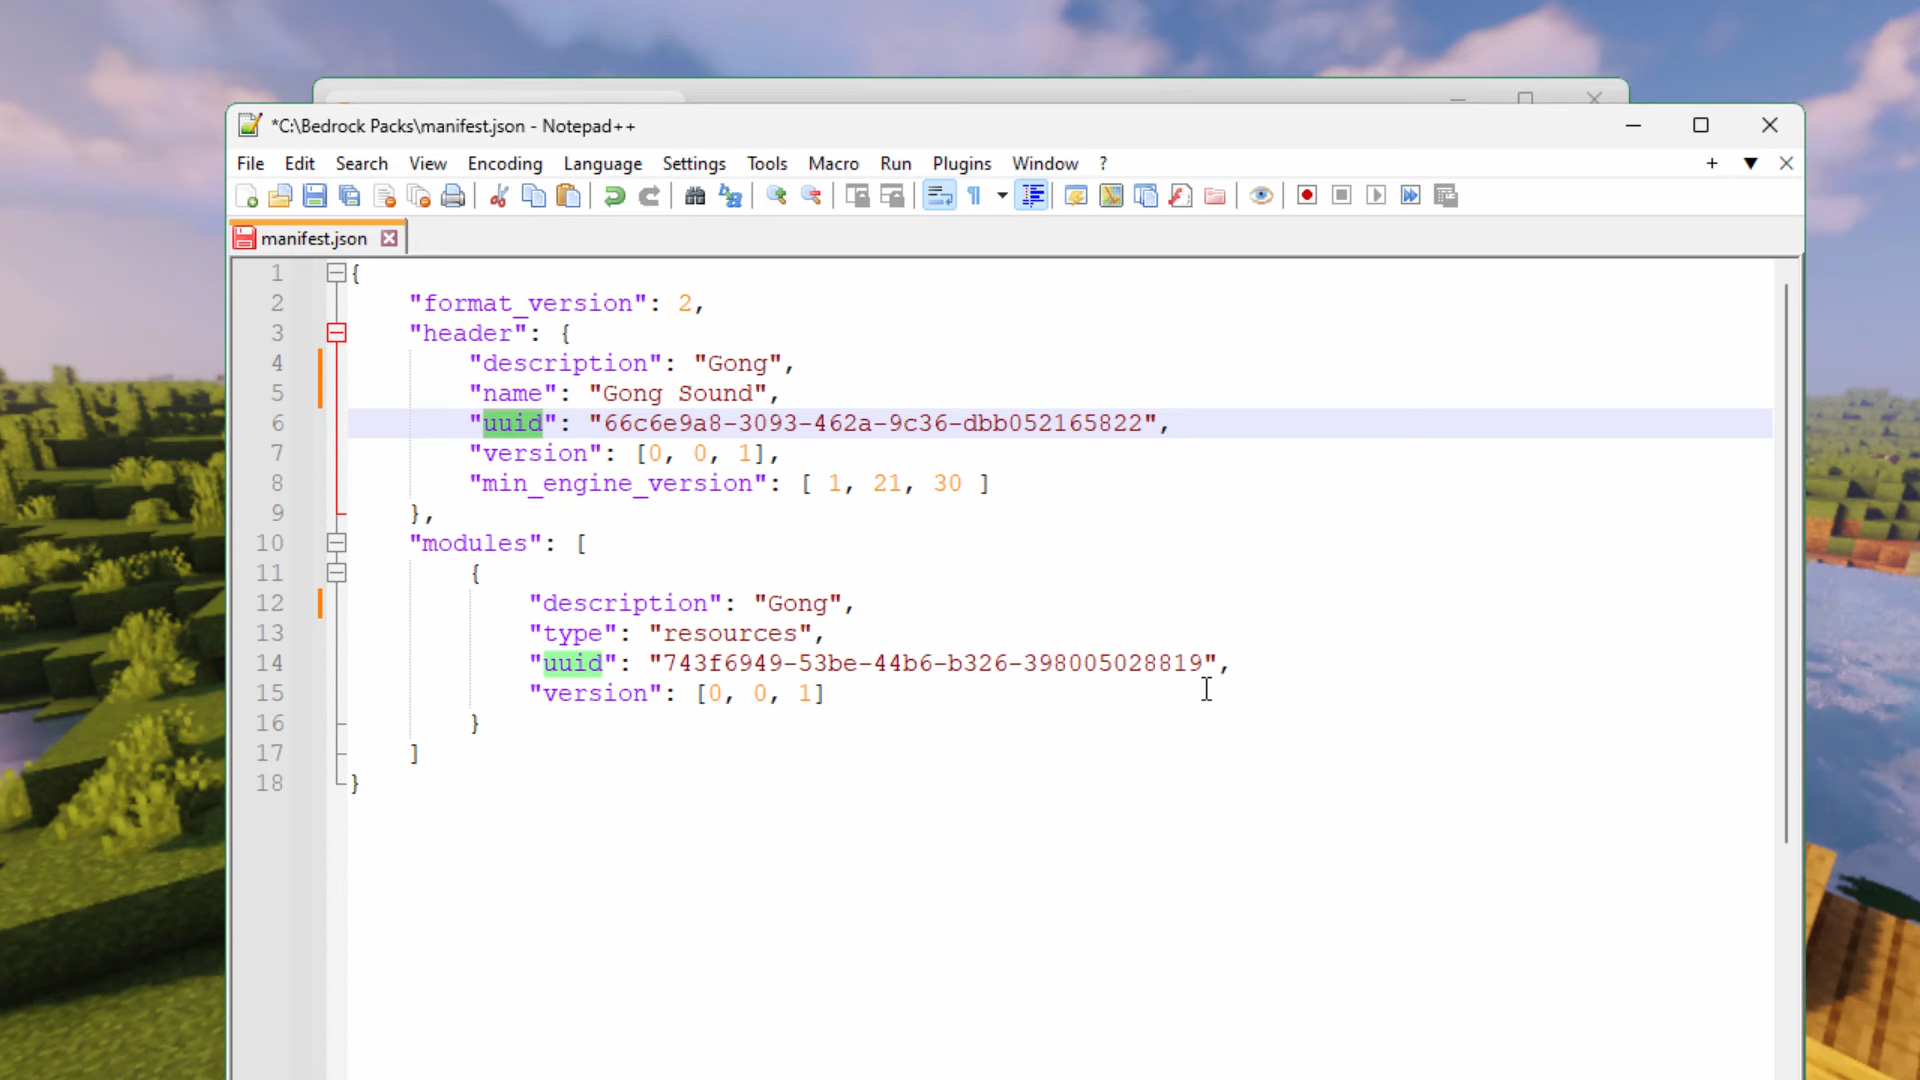 *C:\Bedrock Packs\manifest.json - Notepad++
File Edit Search View Encoding Language Settings Tools Macro Run Plugins Window ?
manifest.json
1 {
2 "format_version": 2,
3 "header": {
4 "description": "Gong",
5 "name": "Gong Sound",
6 "uuid": "66c6e9a8-3093-462a-9c36-dbb052165822",
7 "version": [0, 0, 1],
8 "min_engine_version": [ 1, 21, 30 ]
9 },
10 "modules": [
11 {
12 "description": "Gong",
13 "type": "resources",
14 "uuid": "743f6949-53be-44b6-b326-398005028819",
15 "version": [0, 0, 1]
16 }
17 ]
18 }